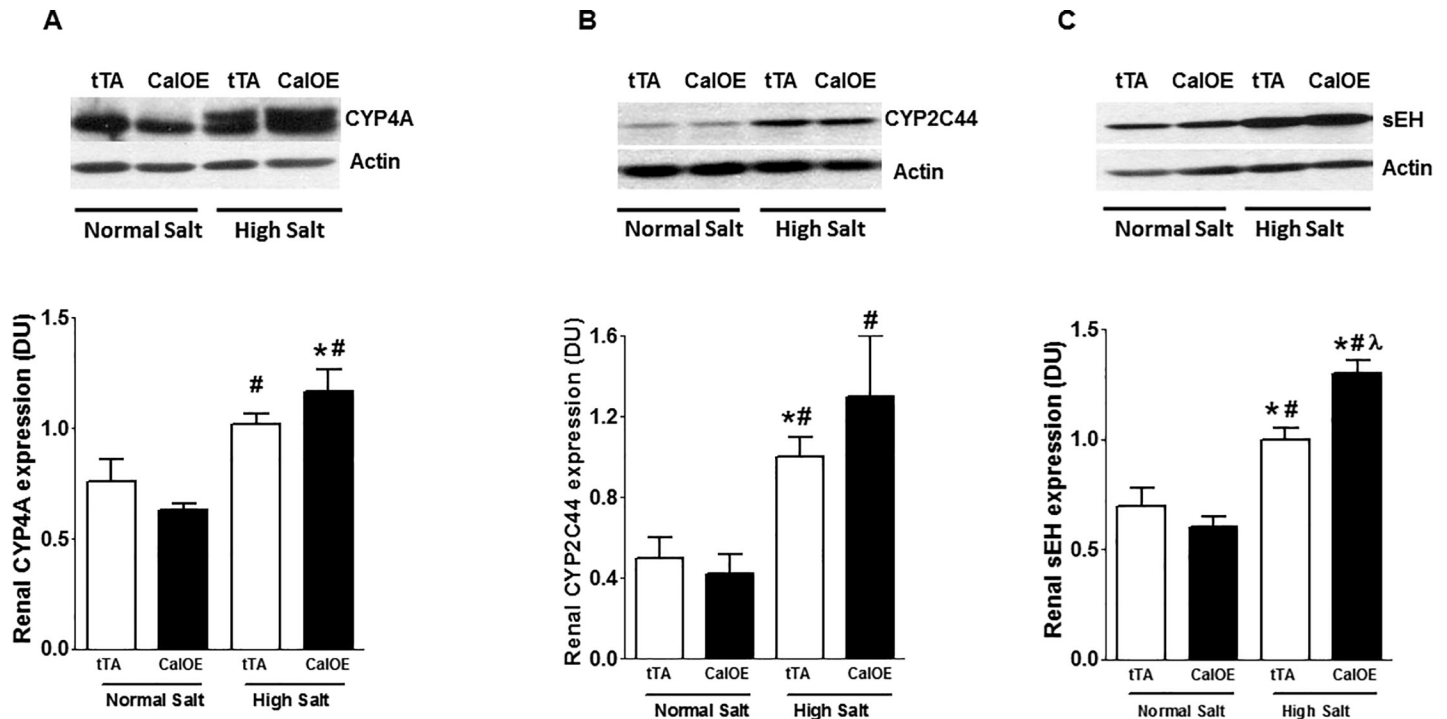 A
tTA CalOE tTA CalOE
CYP4A
Actin
Normal Salt High Salt
Renal CYP4A expression (DU)
1.5
1.0
0.5
0.0
#
*#
tTA CalOE tTA CalOE
Normal Salt High Salt
B
tTA CalOE tTA CalOE
CYP2C44
Actin
Normal Salt High Salt
Renal CYP2C44 expression (DU)
1.6
1.2
0.8
0.4
0.0
*#
#
tTA CalOE tTA CalOE
Normal Salt High Salt
C
tTA CalOE tTA CalOE
sEH
Actin
Normal Salt High Salt
Renal sEH expression (DU)
1.5
1.0
0.5
0.0
*#
*#λ
tTA CalOE tTA CalOE
Normal Salt High Salt